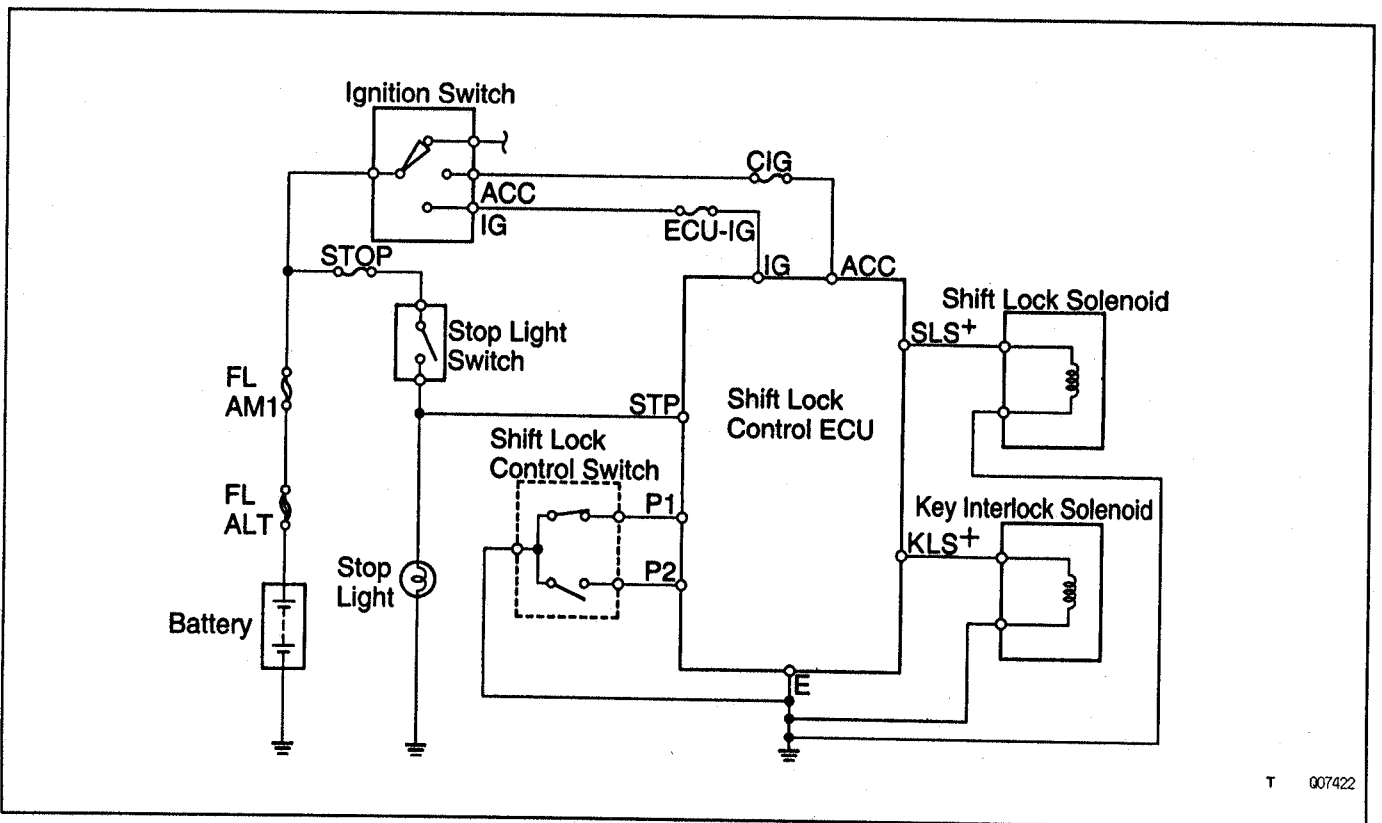 Ignition Switch
CIG
ACC
IG
ECU-IG
STOP
IG
ACC
Shift Lock Solenoid
Stop Light
Switch
SLS+
FL
AM1
STP
Shift Lock
Control ECU
Shift Lock
Control Switch
FL
ALT
P1
Key Interlock Solenoid
KLS+
Stop
Light
P2
Battery
E
T Q07422